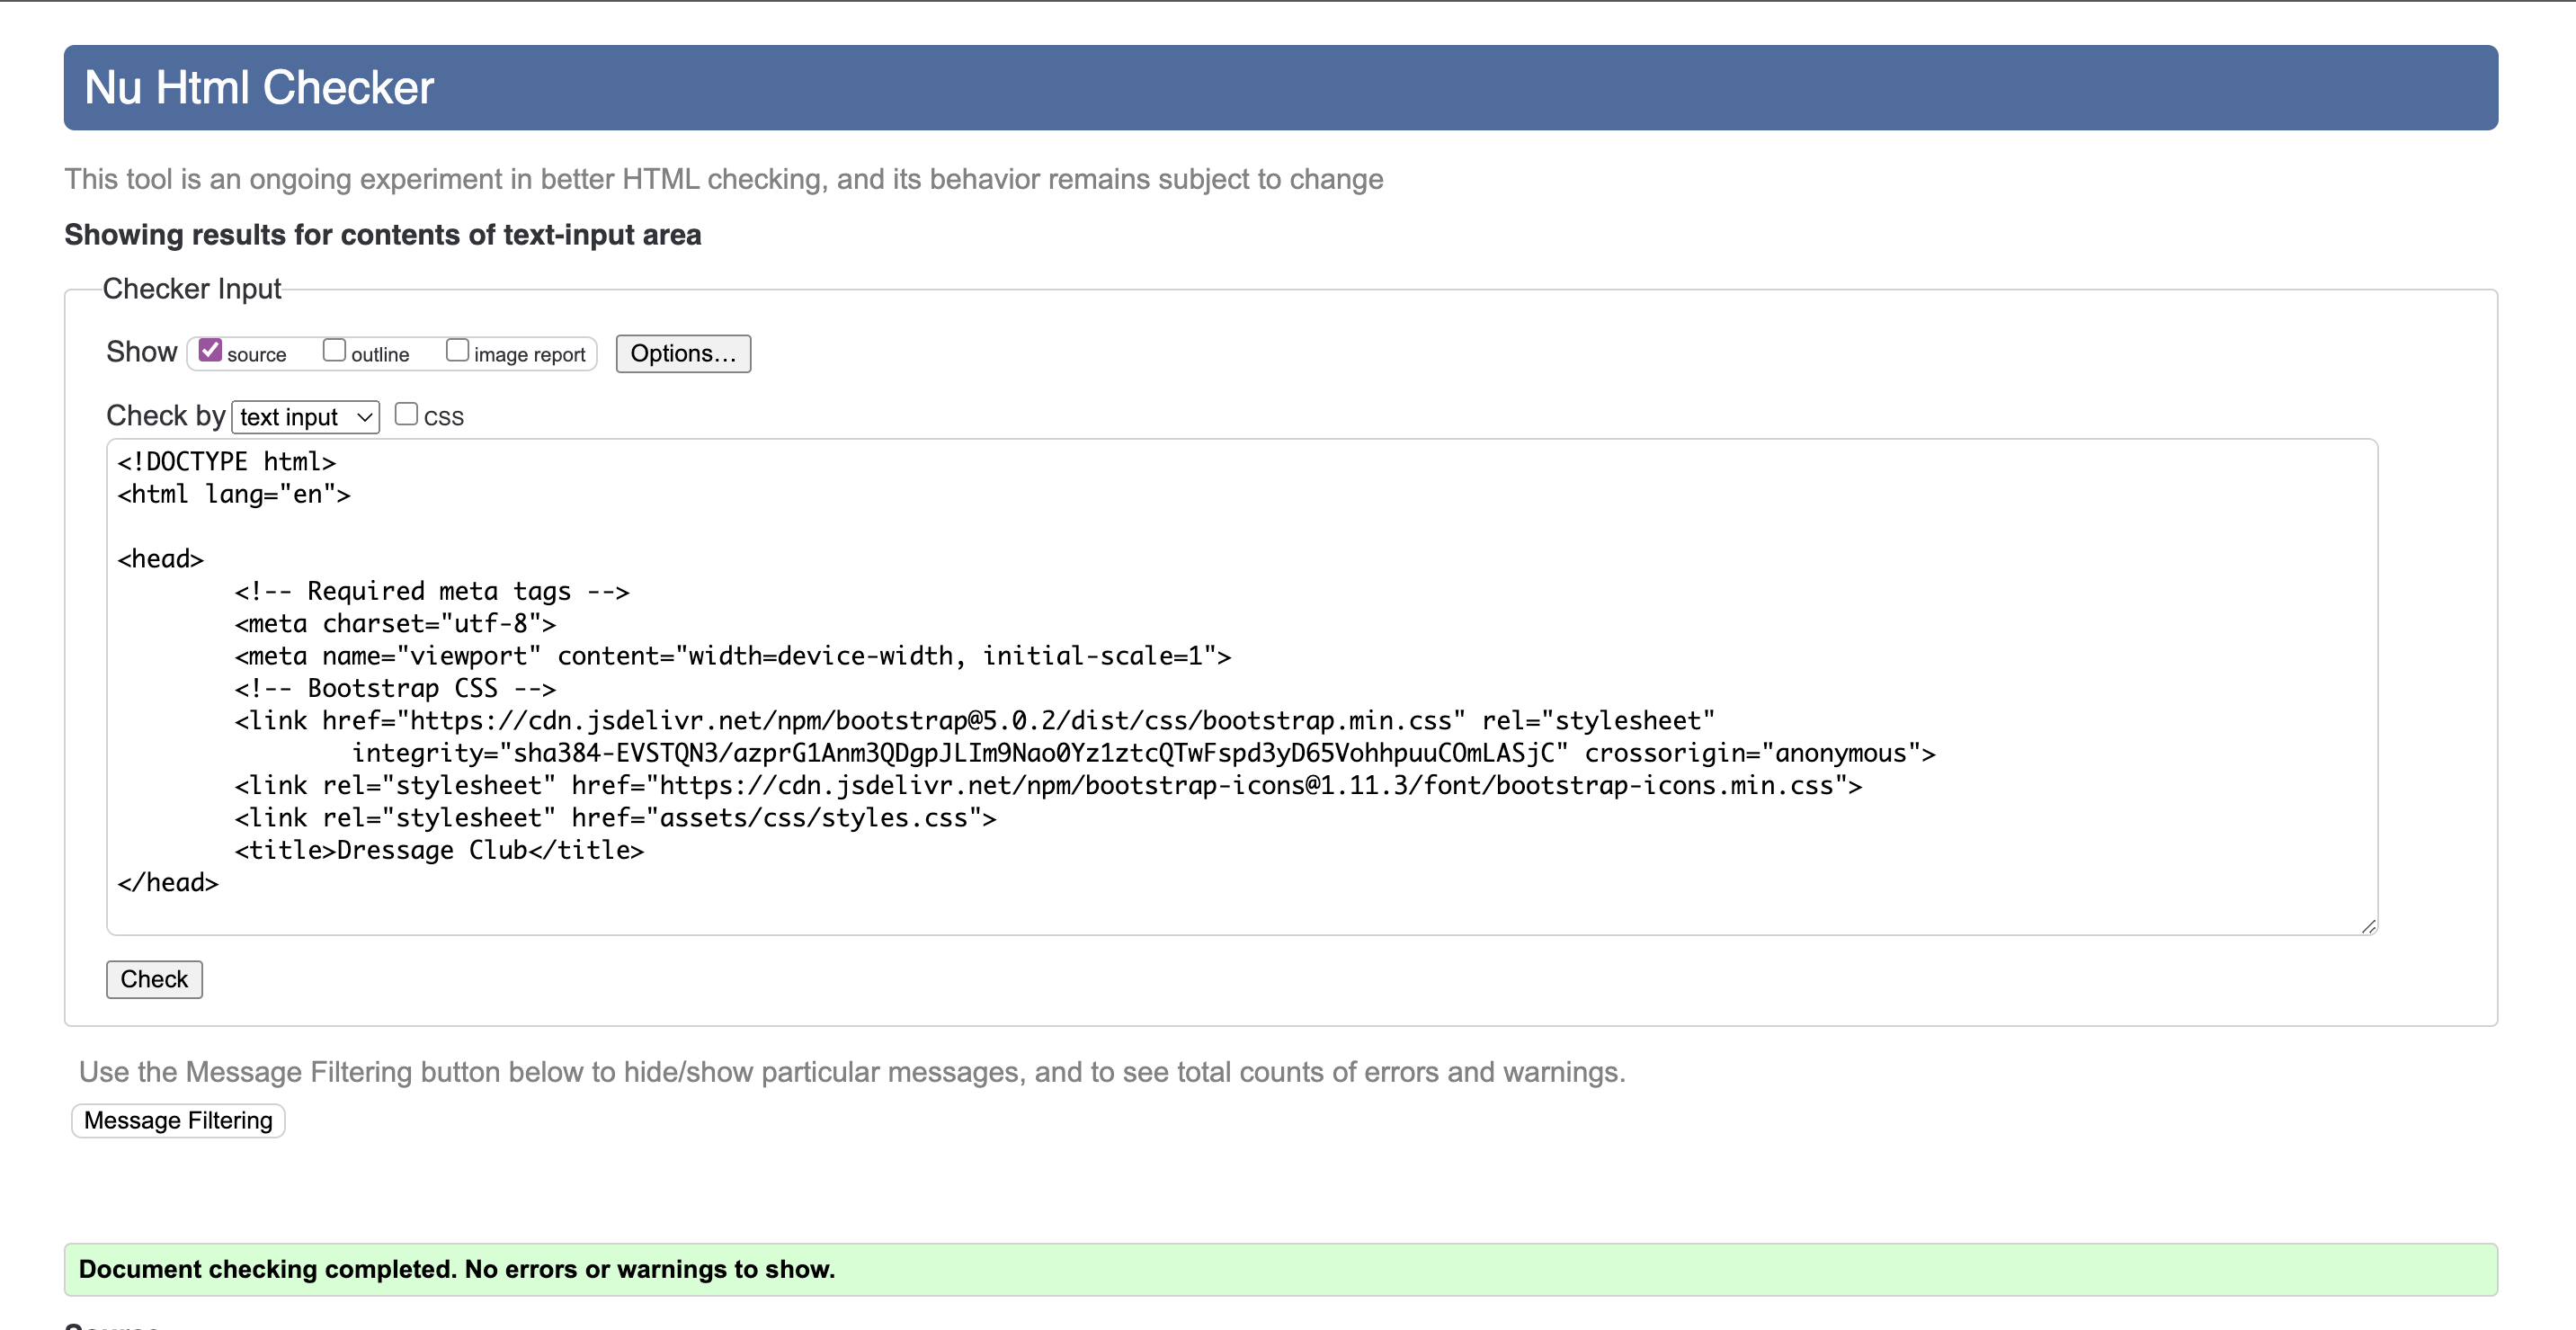 Nu Html Checker
This tool is an ongoing experiment in better HTML checking, and its behavior remains subject to change
Showing results for contents of text-input area
Checker Input
Show source outline image report Options...
Check by text input CSS
<!DOCTYPE html>
<html lang="en">
<head>
<!-- Required meta tags -->
<meta charset="utf-8">
<meta name="viewport" content="width=device-width, initial-scale=1">
<!-- Bootstrap CSS -->
<link href="https://cdn.jsdelivr.net/npm/bootstrap@5.0.2/dist/css/bootstrap.min.css" rel="stylesheet"
integrity="sha384-EVSTQN3/azprG1Anm3QDgpJLIm9Nao0Yz1ztcQTwFspd3yD65VohhpuuCOmLASjC" crossorigin="anonymous">
<link rel="stylesheet" href="https://cdn.jsdelivr.net/npm/bootstrap-icons@1.11.3/font/bootstrap-icons.min.css">
<link rel="stylesheet" href="assets/css/styles.css">
<title>Dressage Club</title>
</head>
Check
Use the Message Filtering button below to hide/show particular messages, and to see total counts of errors and warnings.
Message Filtering
Document checking completed. No errors or warnings to show.